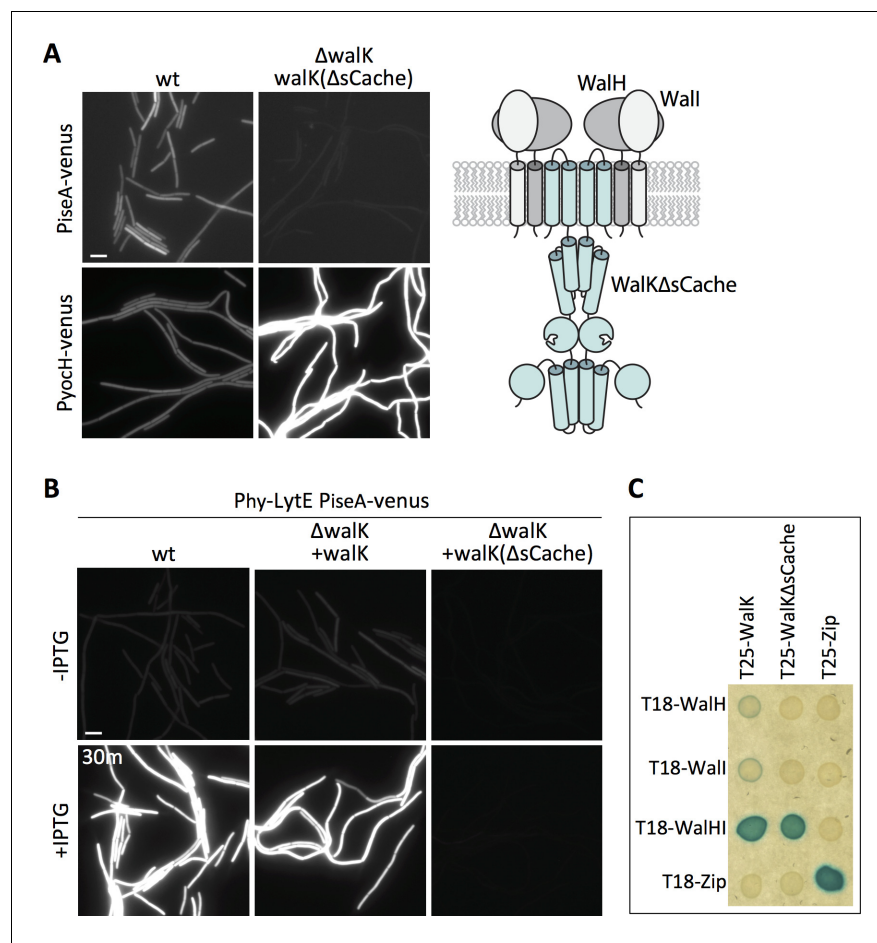 A
wt
ΔwalK
walK(ΔsCache)
PiseA-venus
PyocH-venus
WalH
WalI
WalKΔsCache
B
Phy-LytE PiseA-venus
wt
ΔwalK
+walK
ΔwalK
+walK(ΔsCache)
-IPTG
30m
+IPTG
C
T25-WalK
T25-WalKΔsCache
T25-Zip
T18-WalH
T18-WalI
T18-WalHI
T18-Zip